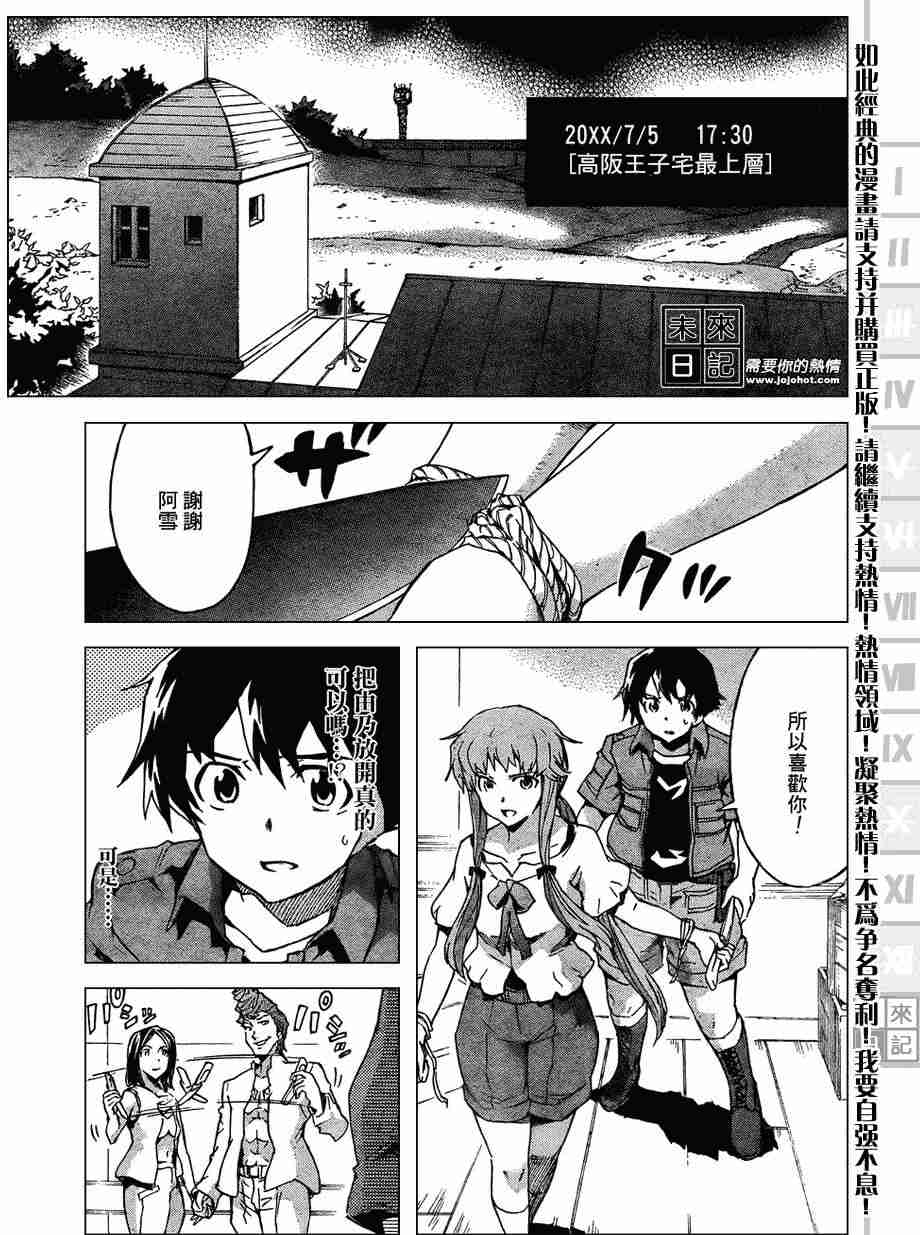 20XX/7/5 17:30
[高阪王子宅最上層]
未來
日記
需要你的熱情
www.jojohot.com
ザッ
謝謝
阿雪
所以喜歡你！
把由乃放開真的
可以嗎…!?
可是……
パシッ
パシッ
如此經典的漫畫請支持并購買正版！請繼續支持熱情！熱情領域！凝聚熱情！不爲争名奪利！我要自强不息！
I
II
III
IV
V
VI
VII
VIII
IX
X
XI
XII
來
記